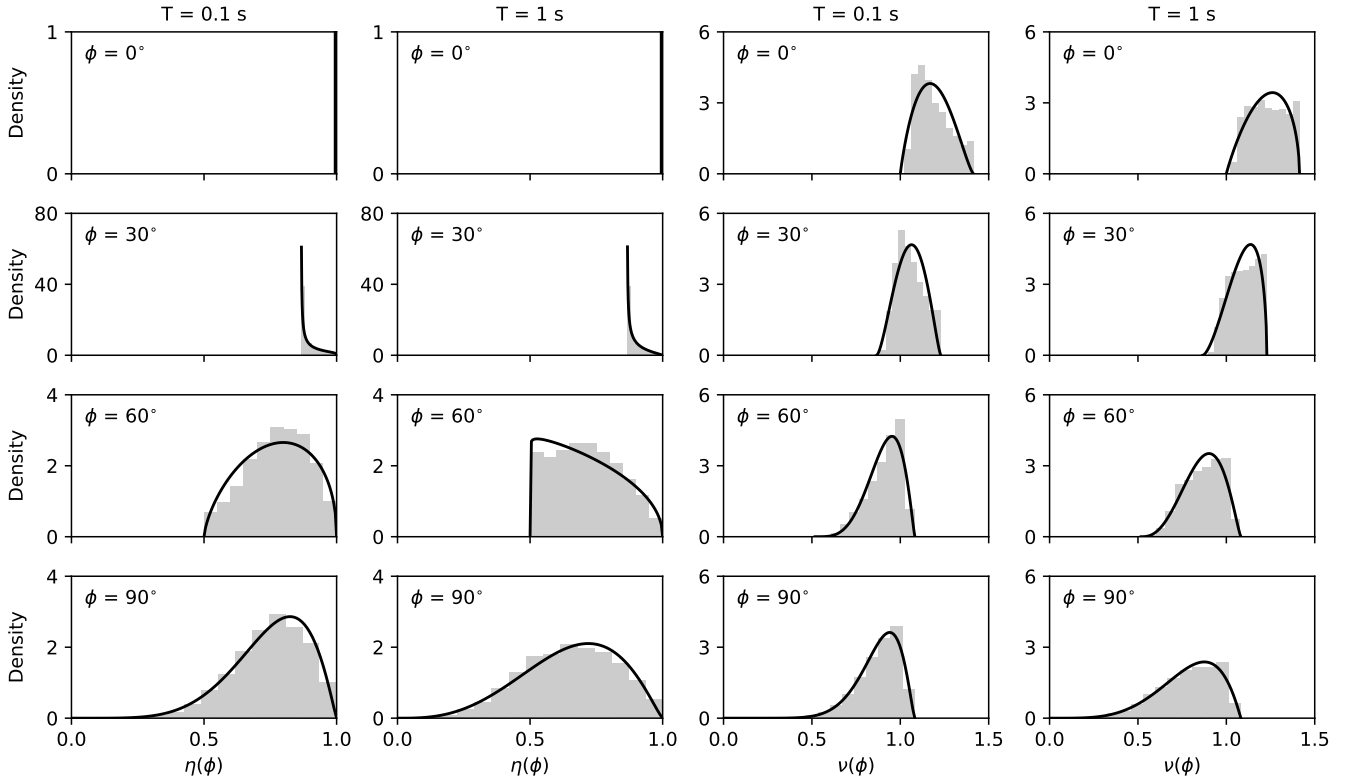 T = 0.1 s T = 1 s T = 0.1 s T = 1 s
1 1 6 6
ϕ = 0° ϕ = 0° ϕ = 0° ϕ = 0°
Density 3 3
0 0 0 0
80 80 6 6
ϕ = 30° ϕ = 30° ϕ = 30° ϕ = 30°
Density 40 40 3 3
0 0 0 0
4 4 6 6
ϕ = 60° ϕ = 60° ϕ = 60° ϕ = 60°
Density 2 2 3 3
0 0 0 0
4 4 6 6
ϕ = 90° ϕ = 90° ϕ = 90° ϕ = 90°
Density 2 2 3 3
0 0 0 0
0.0 0.5 1.0 0.0 0.5 1.0 0.0 0.5 1.0 1.5 0.0 0.5 1.0 1.5
η(ϕ) η(ϕ) ν(ϕ) ν(ϕ)